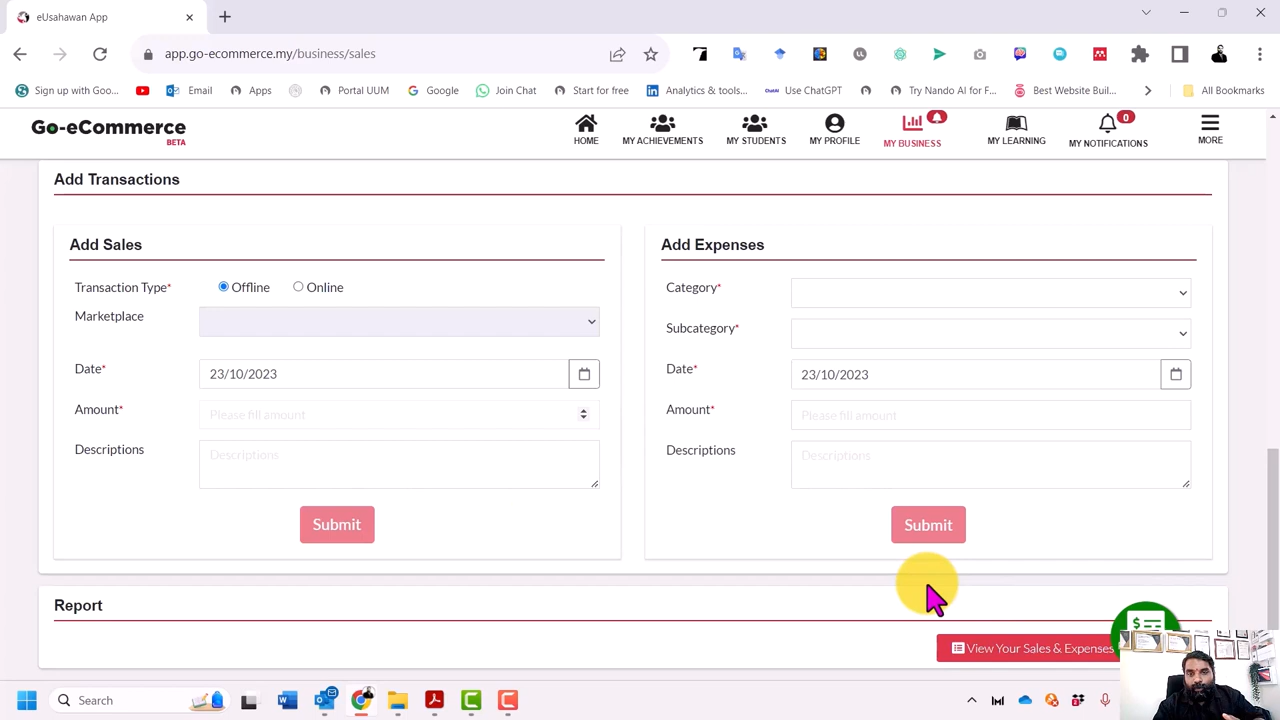 eUsahawan App
app.go-ecommerce.my/business/sales
Sign up with Goo...
Email
Apps
Portal UUM
Google
Join Chat
Start for free
Analytics & tools...
ChatAI
Use ChatGPT
Try Nando AI for F...
Best Website Buil...
All Bookmarks
Go-eCommerce
BETA
HOME
MY ACHIEVEMENTS
MY STUDENTS
MY PROFILE
MY BUSINESS
MY LEARNING
0
MY NOTIFICATIONS
MORE
Add Transactions
Add Sales
Transaction Type*
Offline
Online
Marketplace
Date*
23/10/2023
Amount*
Please fill amount
Descriptions
Descriptions
Submit
Add Expenses
Category*
Subcategory*
Date*
23/10/2023
Amount*
Please fill amount
Descriptions
Descriptions
Submit
Report
View Your Sales & Expenses
Search